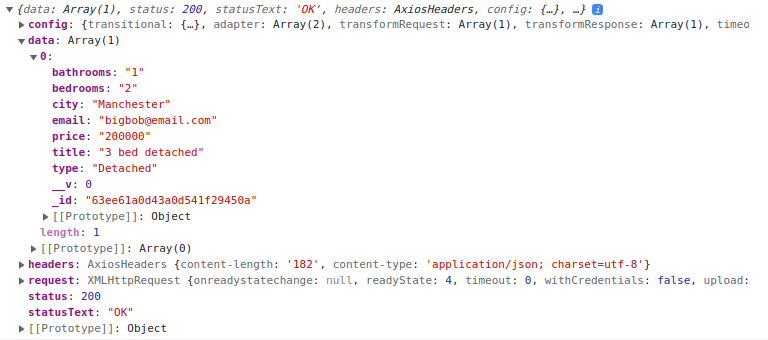 {data: Array(1), status: 200, statusText: 'OK', headers: AxiosHeaders, config: {…}, …} i
config: {transitional: {…}, adapter: Array(2), transformRequest: Array(1), transformResponse: Array(1), timeo
data: Array(1)
0:
bathrooms: "1"
bedrooms: "2"
city: "Manchester"
email: "bigbob@email.com"
price: "200000"
title: "3 bed detached"
type: "Detached"
__v: 0
_id: "63ee61a0d43a0d541f29450a"
[[Prototype]]: Object
length: 1
[[Prototype]]: Array(0)
headers: AxiosHeaders {content-length: '182', content-type: 'application/json; charset=utf-8'}
request: XMLHttpRequest {onreadystatechange: null, readyState: 4, timeout: 0, withCredentials: false, upload:
status: 200
statusText: "OK"
[[Prototype]]: Object